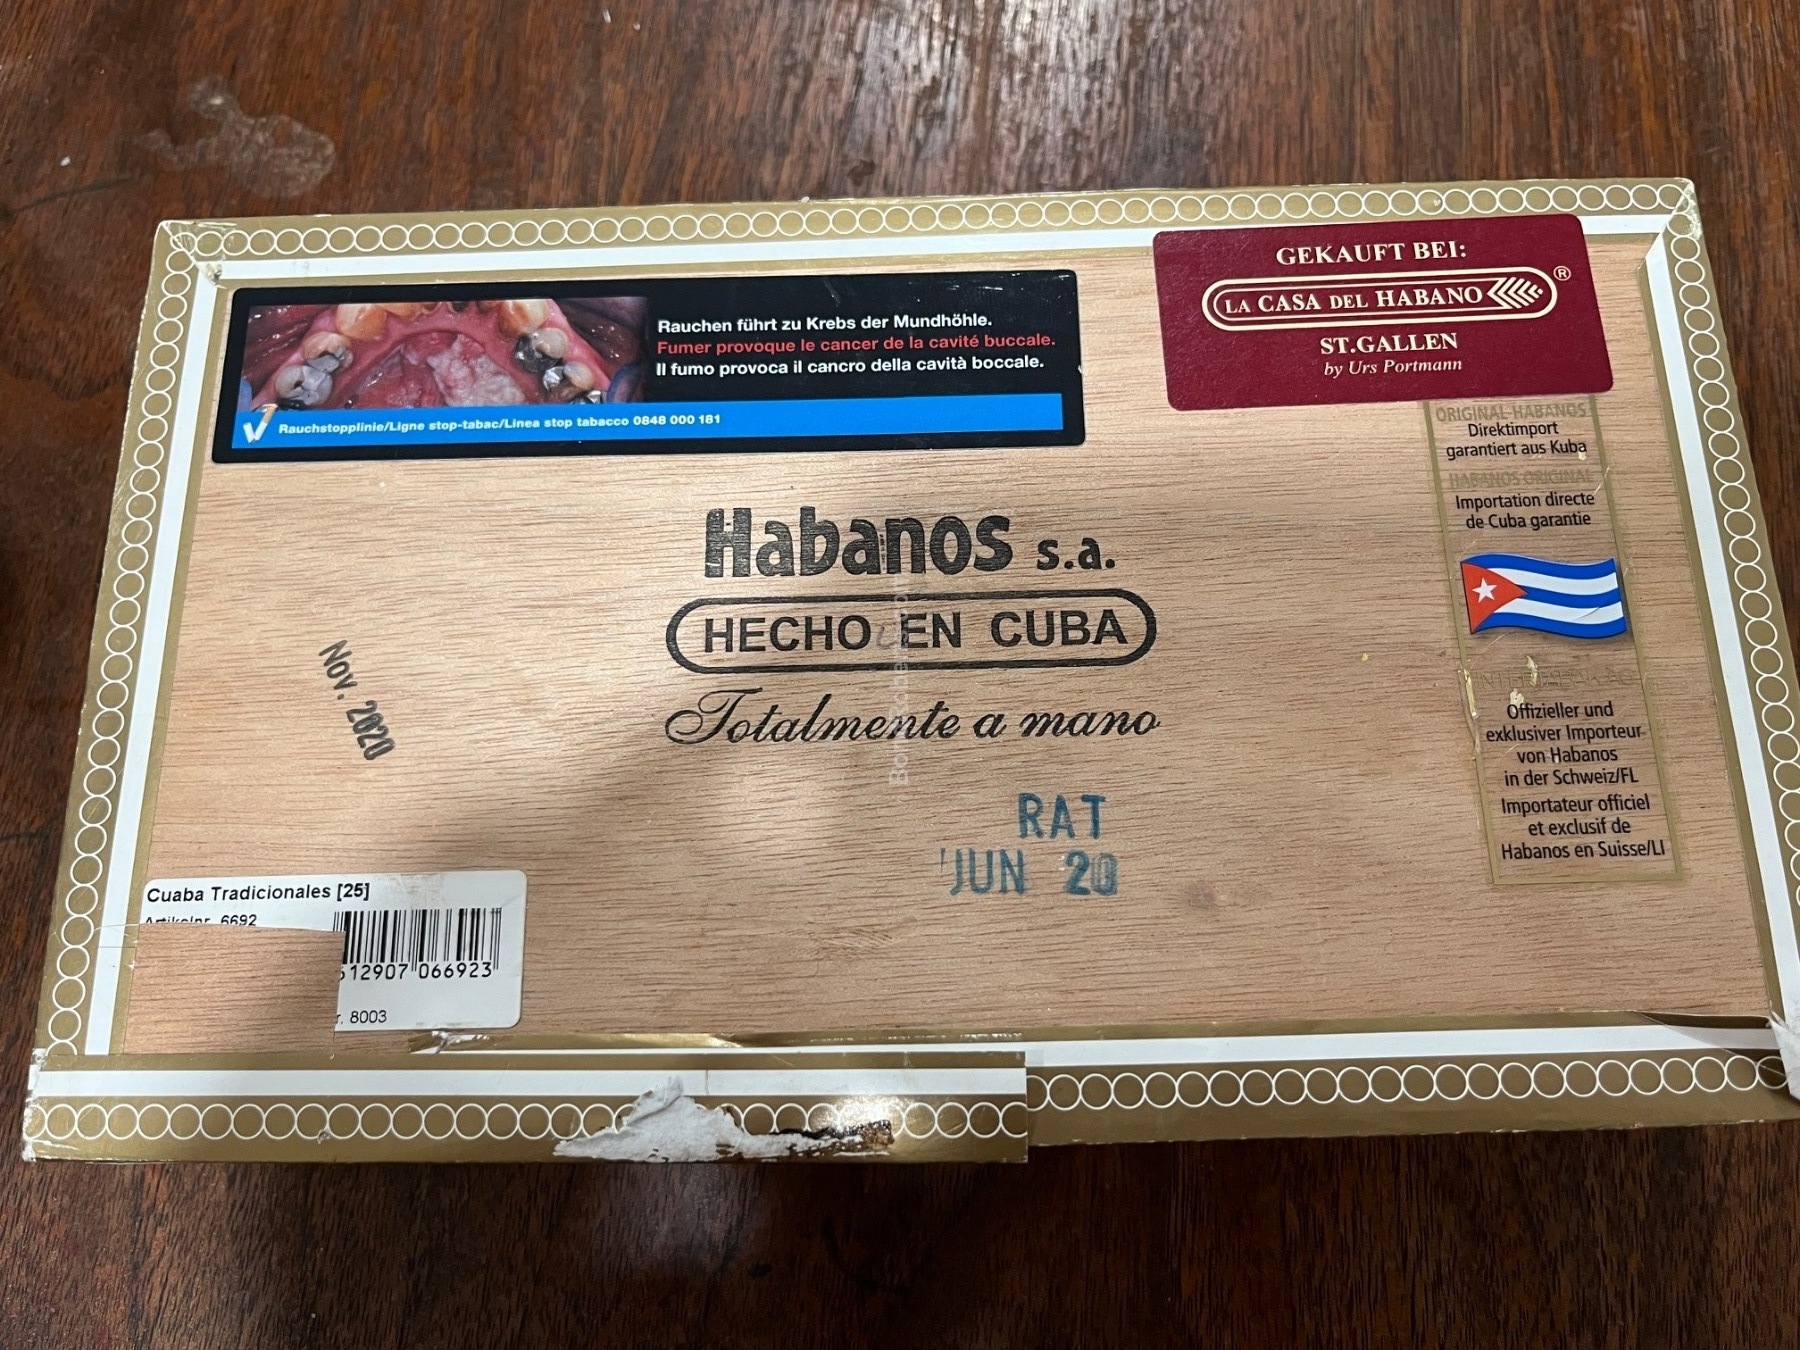 GEKAUFT BEI:
LA CASA DEL HABANO
®
ST.GALLEN
by Urs Portmann
Rauchen führt zu Krebs der Mundhöhle.
Fumer provoque le cancer de la cavité buccale.
Il fumo provoca il cancro della cavità boccale.
Rauchstopplinie/Ligne stop-tabac/Linea stop tabacco 0848 000 181
ORIGINAL HABANOS
Direktimport
garantiert aus Kuba
HABANOS ORIGINAL
Importation directe
de Cuba garantie
Offizieller und
exklusiver Importeur
von Habanos
in der Schweiz/FL
Importateur officiel
et exclusif de
Habanos en Suisse/LI
Habanos s.a.
HECHO EN CUBA
Totalmente a mano
Nov. 2020
RAT
JUN 20
Cuaba Tradicionales [25]
Artikelnr. 6692
12907 066923
8003